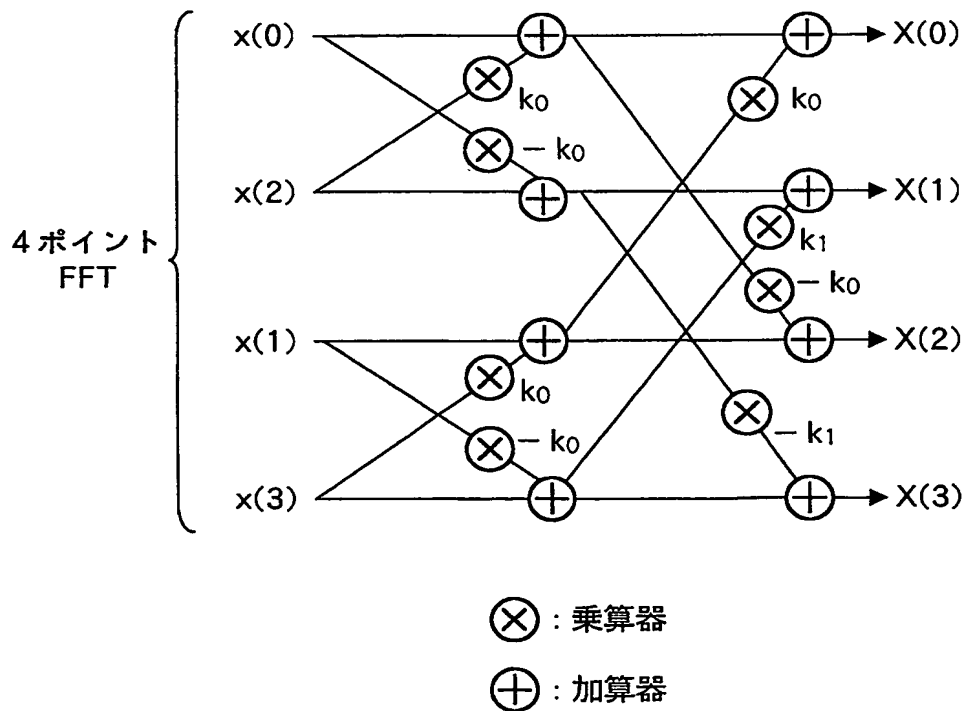 x(0)
k0
k0
X(0)
-k0
x(2)
X(1)
k1
4ポイント
FFT
-k0
x(1)
X(2)
k0
-k0
-k1
x(3)
X(3)
: 乗算器
: 加算器